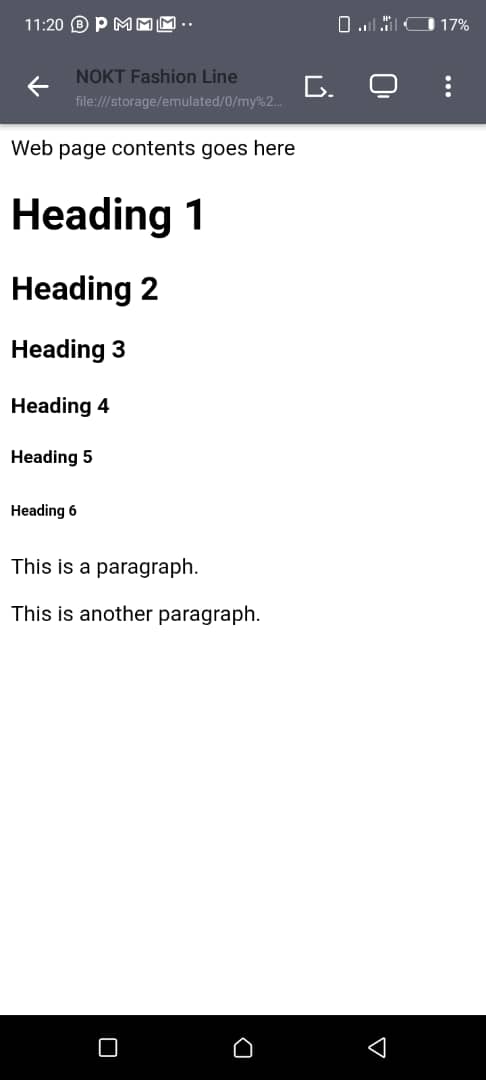 11:20
17%
NOKT Fashion Line
file:///storage/emulated/0/my%2...
Web page contents goes here
Heading 1
Heading 2
Heading 3
Heading 4
Heading 5
Heading 6
This is a paragraph.
This is another paragraph.